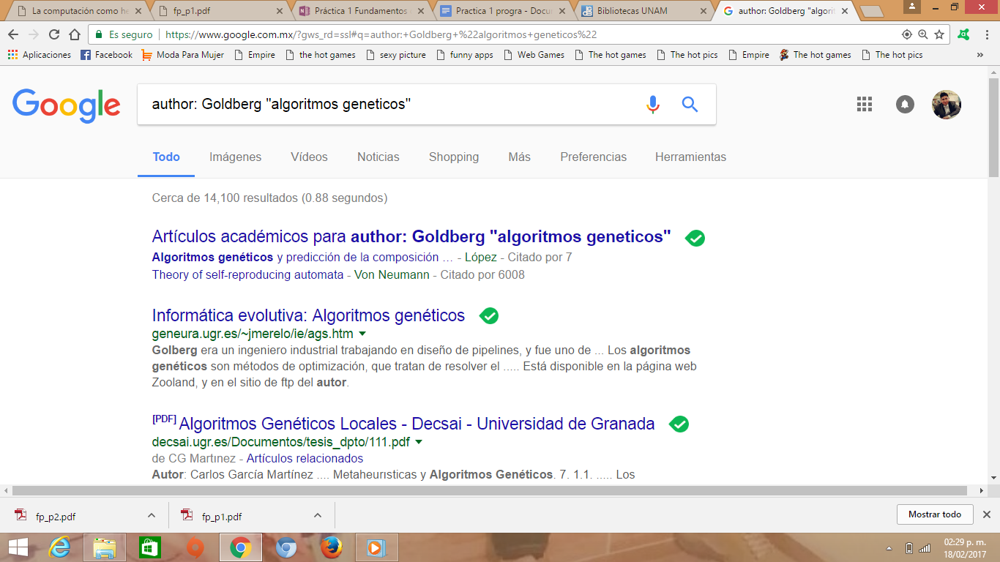 La computación como he
fp_p1.pdf
Práctica 1 Fundamentos
Practica 1 progra - Docu
Bibliotecas UNAM
author: Goldberg "algorit
Es seguro
https://www.google.com.mx/?gws_rd=ssl#q=author:+Goldberg+%22algoritmos+geneticos%22
Aplicaciones
Facebook
Moda Para Mujer
Empire
the hot games
sexy picture
funny apps
Web Games
The hot games
The hot pics
Empire
The hot games
The hot pics
»
Google
author: Goldberg "algoritmos geneticos"
Todo
Imágenes
Vídeos
Noticias
Shopping
Más
Preferencias
Herramientas
Cerca de 14,100 resultados (0.88 segundos)
Artículos académicos para author: Goldberg "algoritmos geneticos"
Algoritmos genéticos y predicción de la composición … - López - Citado por 7
Theory of self-reproducing automata - Von Neumann - Citado por 6008
Informática evolutiva: Algoritmos genéticos
geneura.ugr.es/~jmerelo/ie/ags.htm
Golberg era un ingeniero industrial trabajando en diseño de pipelines, y fue uno de ... Los algoritmos
genéticos son métodos de optimización, que tratan de resolver el ..... Está disponible en la página web
Zooland, y en el sitio de ftp del autor.
[PDF] Algoritmos Genéticos Locales - Decsai - Universidad de Granada
decsai.ugr.es/Documentos/tesis_dpto/111.pdf
de CG Martınez - Artículos relacionados
Autor: Carlos García Martínez .... Metaheurısticas y Algoritmos Genéticos. 7. 1.1. ..... Los
fp_p2.pdf
fp_p1.pdf
Mostrar todo
02:29 p. m.
18/02/2017